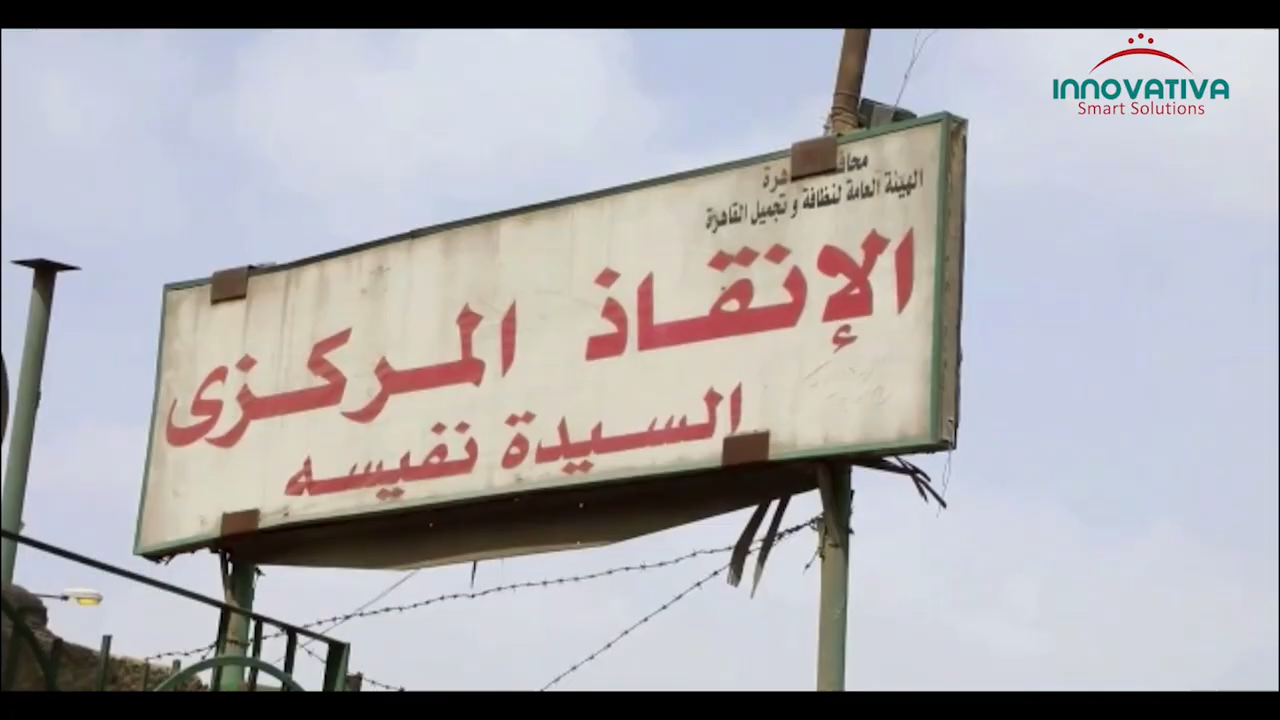 INNOVATIVA
Smart Solutions
الهيئة العامة لنظافة و تجميل القاهرة
الإنقاذ المركزى
السيدة نفيسه